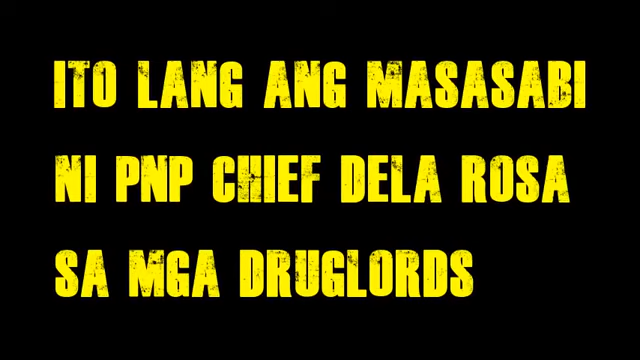 ITO LANG ANG MASASABI
NI PNP CHIEF DELA ROSA
SA MGA DRUGLORDS